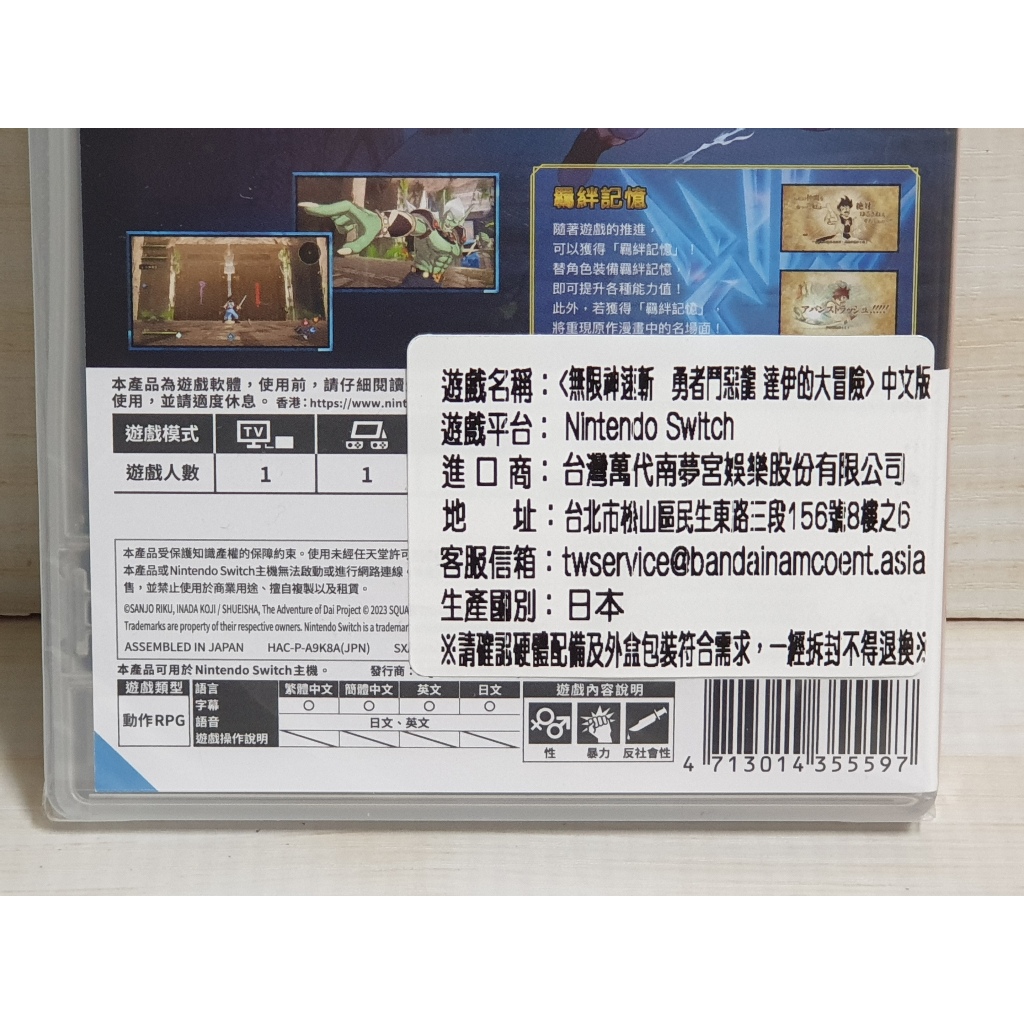 羈絆記憶
隨著遊戲的推進，
可以獲得「羈絆記憶」！
替角色裝備羈絆記憶，
即可提升各種能力值！
此外，若獲得「羈絆記憶」，
將重現原作漫畫中的名場面！
アバンストラッシュ!!!!!
本產品為遊戲軟體，使用前，請仔細閱讀
使用，並請適度休息。 香港：https://www.nint
遊戲模式 TV
遊戲人數 1 1
遊戲名稱：〈無限神速斬 勇者鬥惡龍 達伊的大冒險〉中文版
遊戲平台： Nintendo Switch
進口商：台灣萬代南夢宮娛樂股份有限公司
地 址：台北市松山區民生東路三段156號8樓之6
客服信箱：twservice@bandainamcoent.asia
生產國別：日本
※請確認硬體配備及外盒包裝符合需求，一經拆封不得退換※
本產品受保護知識產權的保障約束。使用未經任天堂許可
本產品或Nintendo Switch主機無法啟動或進行網路連線。
售，並禁止使用於商業用途、擅自複製以及租賃。
©SANJO RIKU, INADA KOJI / SHUEISHA, The Adventure of Dai Project © 2023 SQUA
Trademarks are property of their respective owners. Nintendo Switch is a tradema
ASSEMBLED IN JAPAN HAC-P-A9K8A(JPN)
本產品可用於Nintendo Switch主機。 發行商：
遊戲類型 語言 繁體中文 簡體中文 英文 日文
字幕 ○ ○ ○ ○
動作RPG 語音 日文、英文
遊戲操作說明
遊戲內容說明
性 暴力 反社會性
4 713014 355597